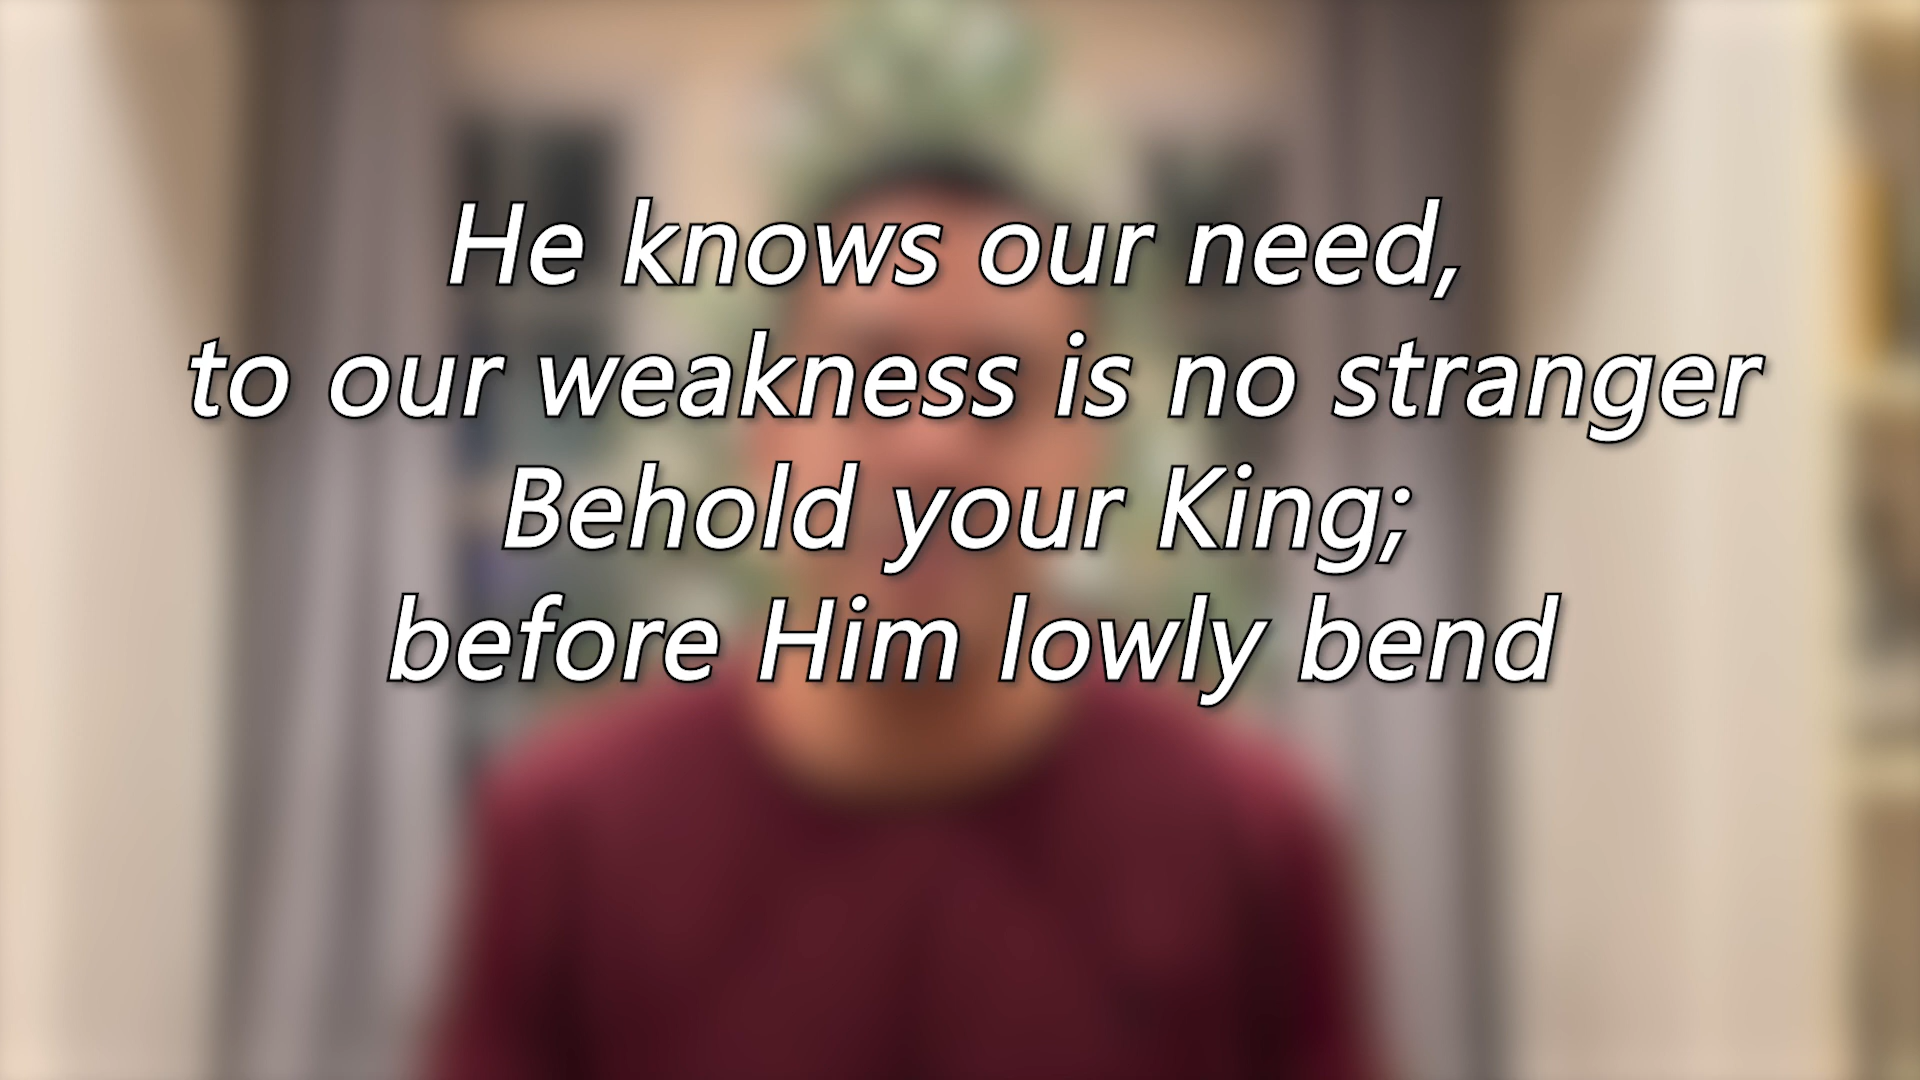 He knows our need,
to our weakness is no stranger
Behold your King;
before Him lowly bend